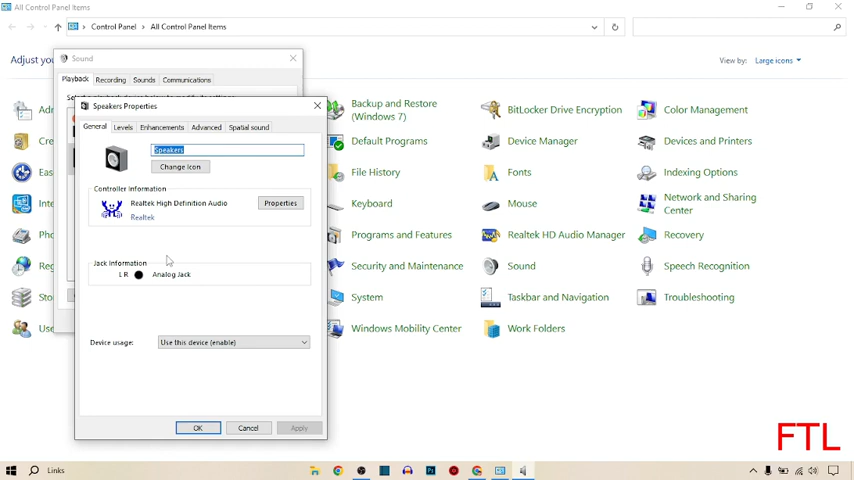 All Control Panel Items
Control Panel
All Control Panel Items
Adjust
View by:
Large icons
Sound
Playback
Recording
Sounds
Communications
Speakers Properties
General
Levels
Enhancements
Advanced
Spatial sound
Speakers
Change Icon
Controller Information
Realtek High Definition Audio
Properties
Realtek
Jack Information
L R
Analog Jack
Device usage:
Use this device (enable)
OK
Cancel
Apply
Backup and Restore
(Windows 7)
BitLocker Drive Encryption
Color Management
Default Programs
Device Manager
Devices and Printers
File History
Fonts
Indexing Options
Keyboard
Mouse
Network and Sharing
Center
Programs and Features
Realtek HD Audio Manager
Recovery
Security and Maintenance
Sound
Speech Recognition
System
Taskbar and Navigation
Troubleshooting
Windows Mobility Center
Work Folders
FTL
Links